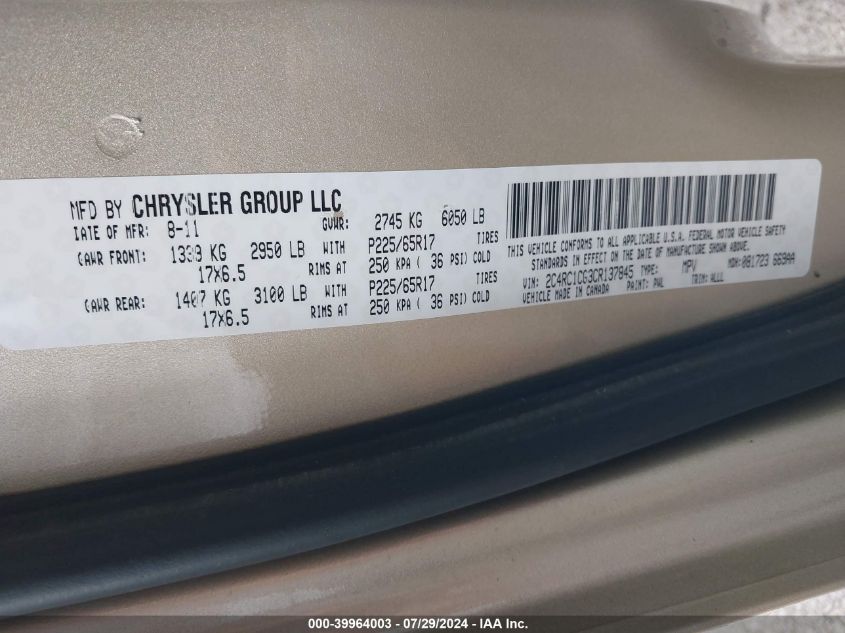 MFD BY CHRYSLER GROUP LLC
DATE OF MFR: 8-11 GVWR: 2745 KG 6050 LB
GAWR FRONT: 1338 KG 2950 LB WITH P225/65R17 TIRES
17X6.5 RIMS AT 250 KPA ( 36 PSI) COLD
GAWR REAR: 1407 KG 3100 LB WITH P225/65R17 TIRES
17X6.5 RIMS AT 250 KPA ( 36 PSI) COLD
THIS VEHICLE CONFORMS TO ALL APPLICABLE U.S.A. FEDERAL MOTOR VEHICLE SAFETY
STANDARDS IN EFFECT ON THE DATE OF MANUFACTURE SHOWN ABOVE.
VIN: 2C4RC1CG3CR137845 TYPE: MPV MDH: 081723 669AA
VEHICLE MADE IN CANADA PAINT: PWL TRIM: ALL1
000-39964003 / 07/29/2024 - IAA Inc.